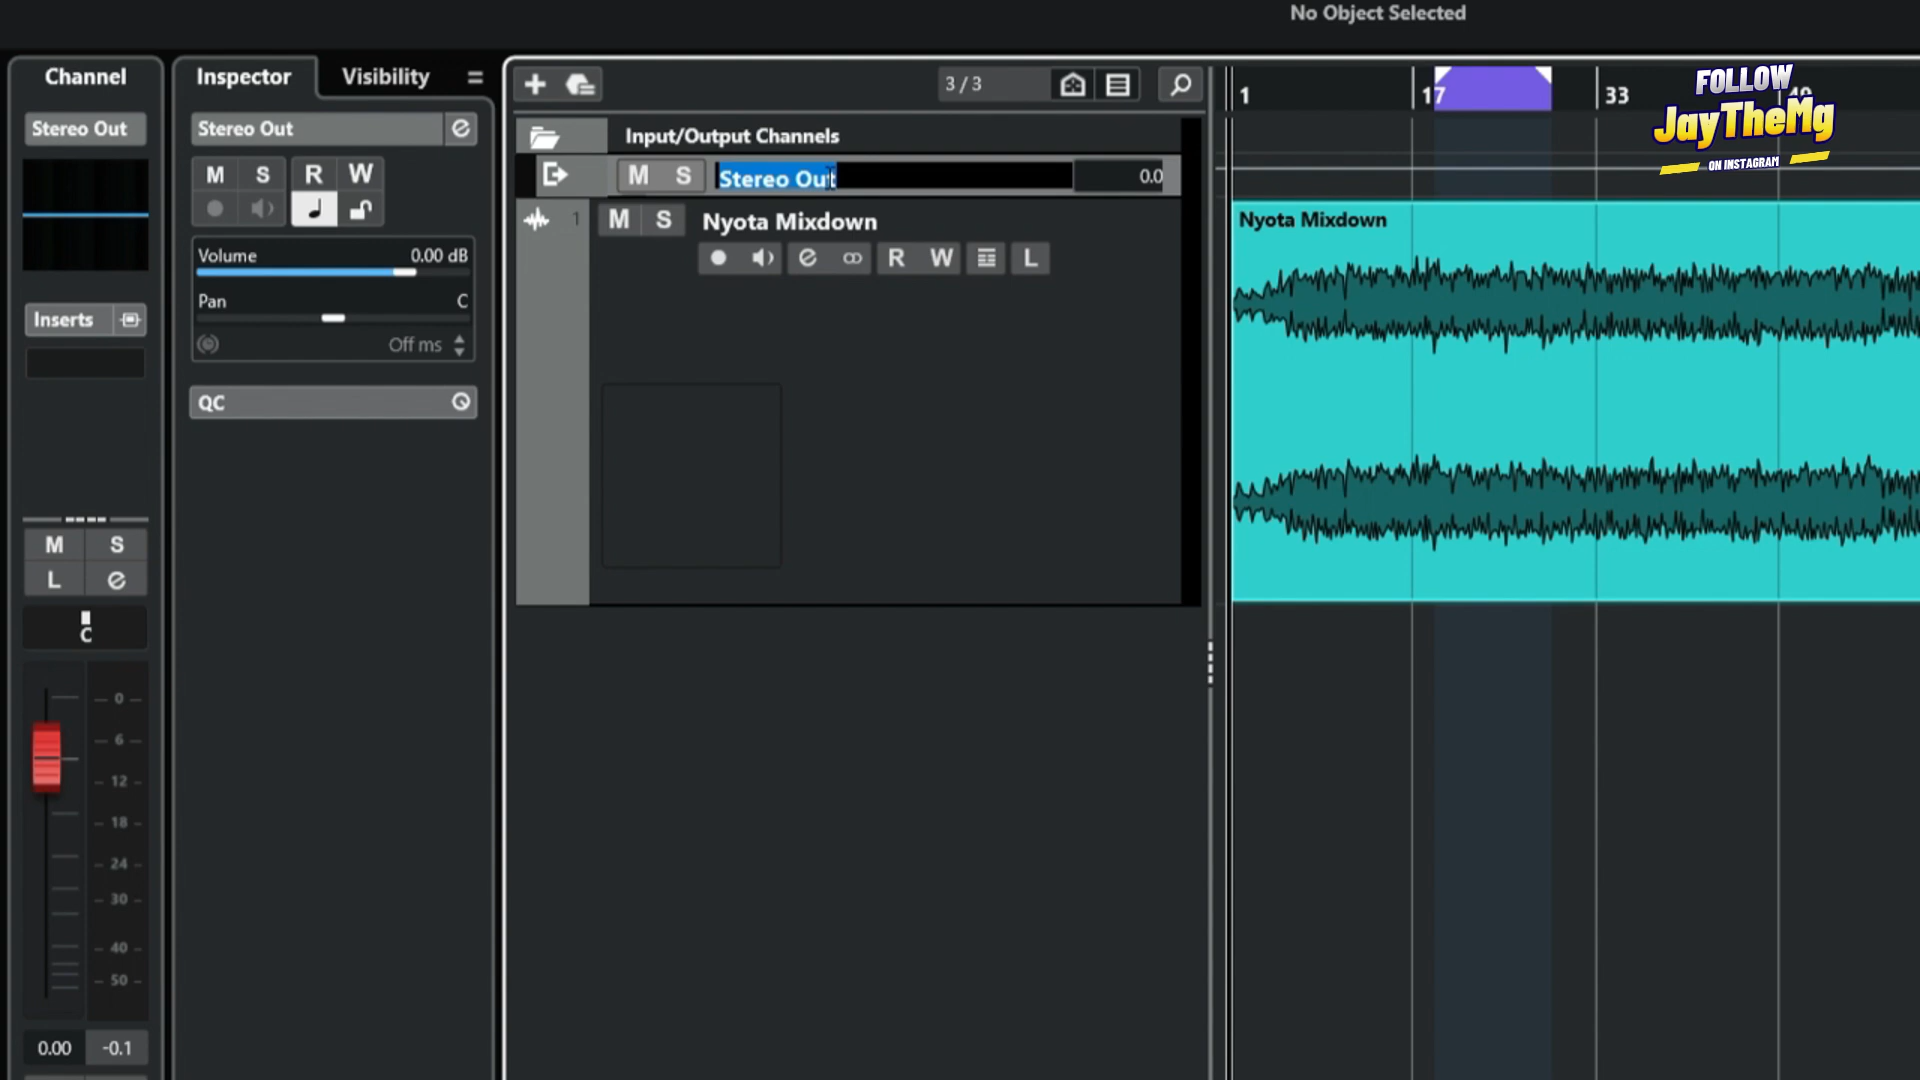 No Object Selected
Channel
Inspector
Visibility
3 / 3
1
17
33
49
FOLLOW
JayTheMg
ON INSTAGRAM
Stereo Out
Stereo Out
Input/Output Channels
M S R W
M S Stereo Out 0.0
1 M S Nyota Mixdown
R W L
Nyota Mixdown
Volume 0.00 dB
Pan C
Off ms
Inserts
QC
M S
L
C
0
6
12
18
24
30
40
50
0.00 -0.1